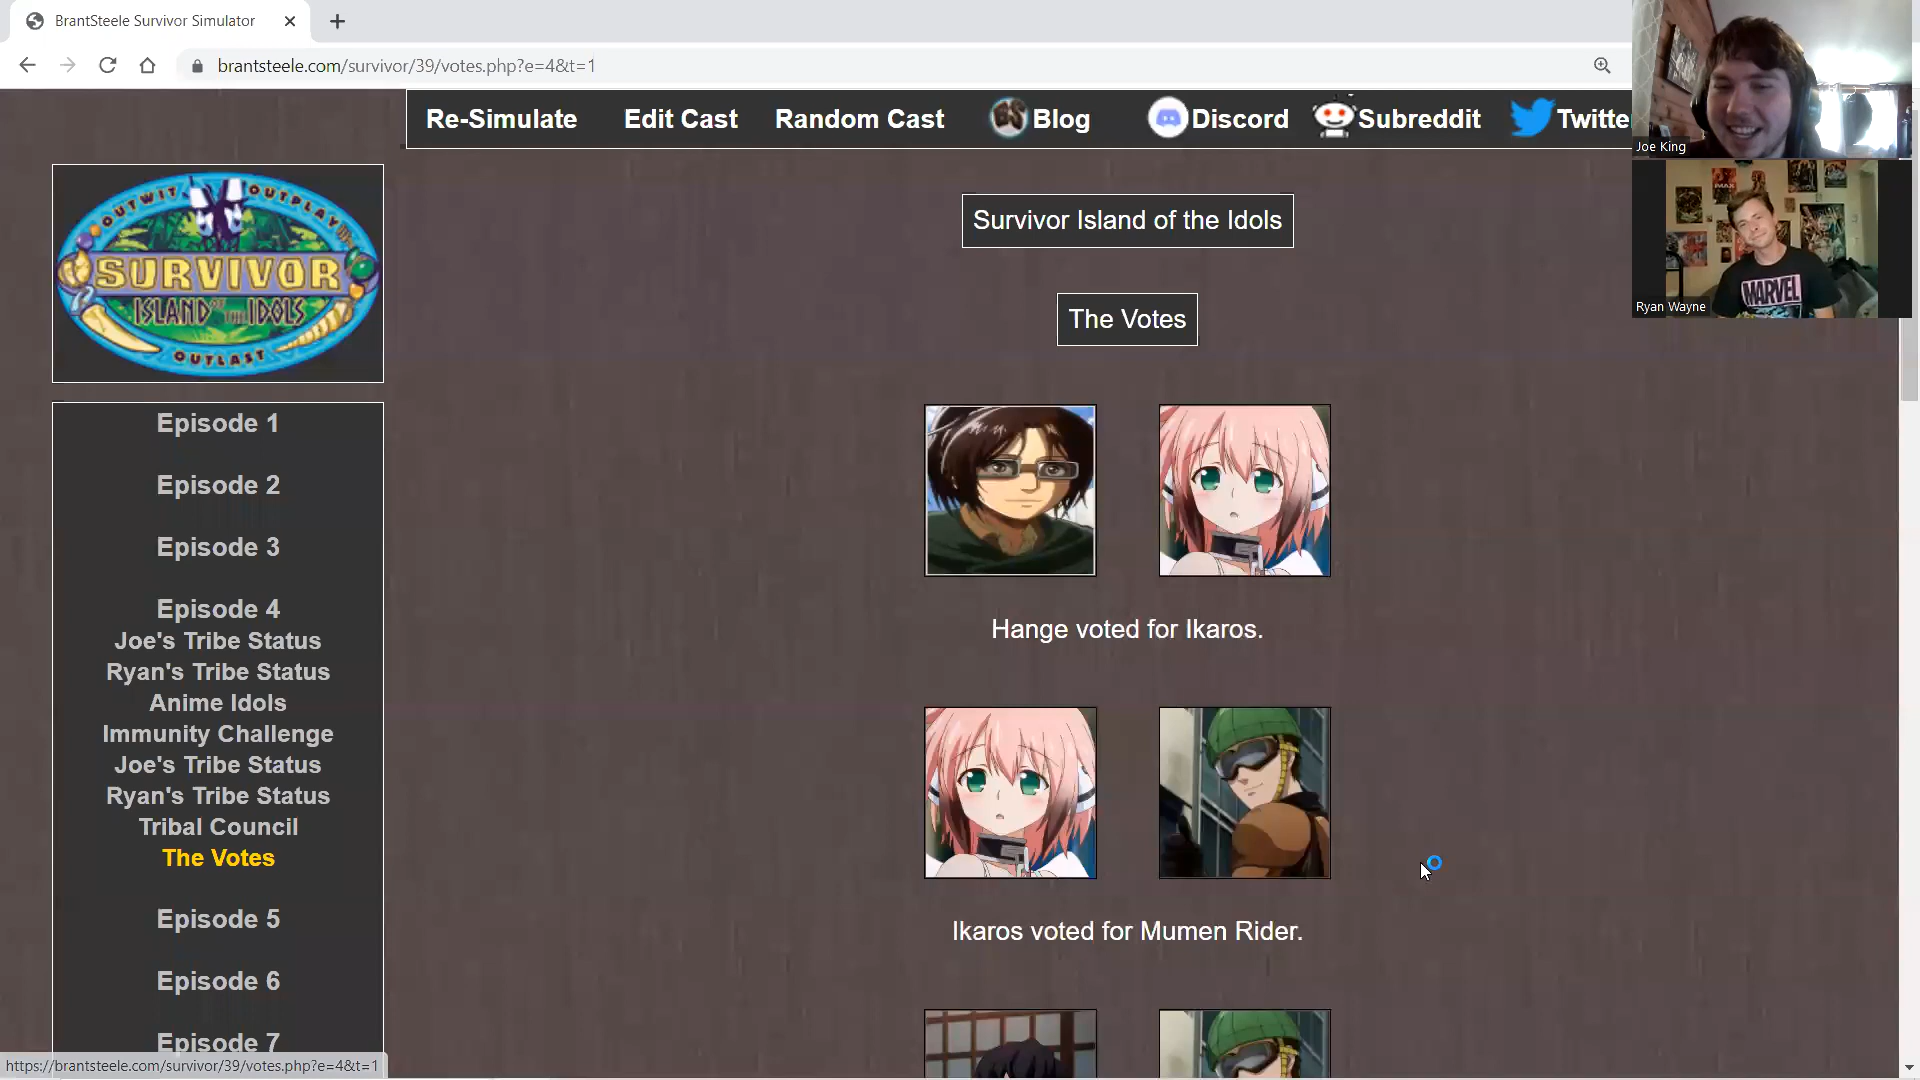 BrantSteele Survivor Simulator
brantsteele.com/survivor/39/votes.php?e=4&t=1
Re-Simulate Edit Cast Random Cast BS Blog Discord Subreddit Twitte
Joe King
Ryan Wayne
MARVEL
IMAX
OUTWIT OUTPLAY
SURVIVOR
ISLAND OF THE IDOLS
OUTLAST
Survivor Island of the Idols
The Votes
Episode 1
Episode 2
Episode 3
Episode 4
Joe's Tribe Status
Ryan's Tribe Status
Anime Idols
Immunity Challenge
Joe's Tribe Status
Ryan's Tribe Status
Tribal Council
The Votes
Episode 5
Episode 6
Episode 7
Hange voted for Ikaros.
Ikaros voted for Mumen Rider.
https://brantsteele.com/survivor/39/votes.php?e=4&t=1